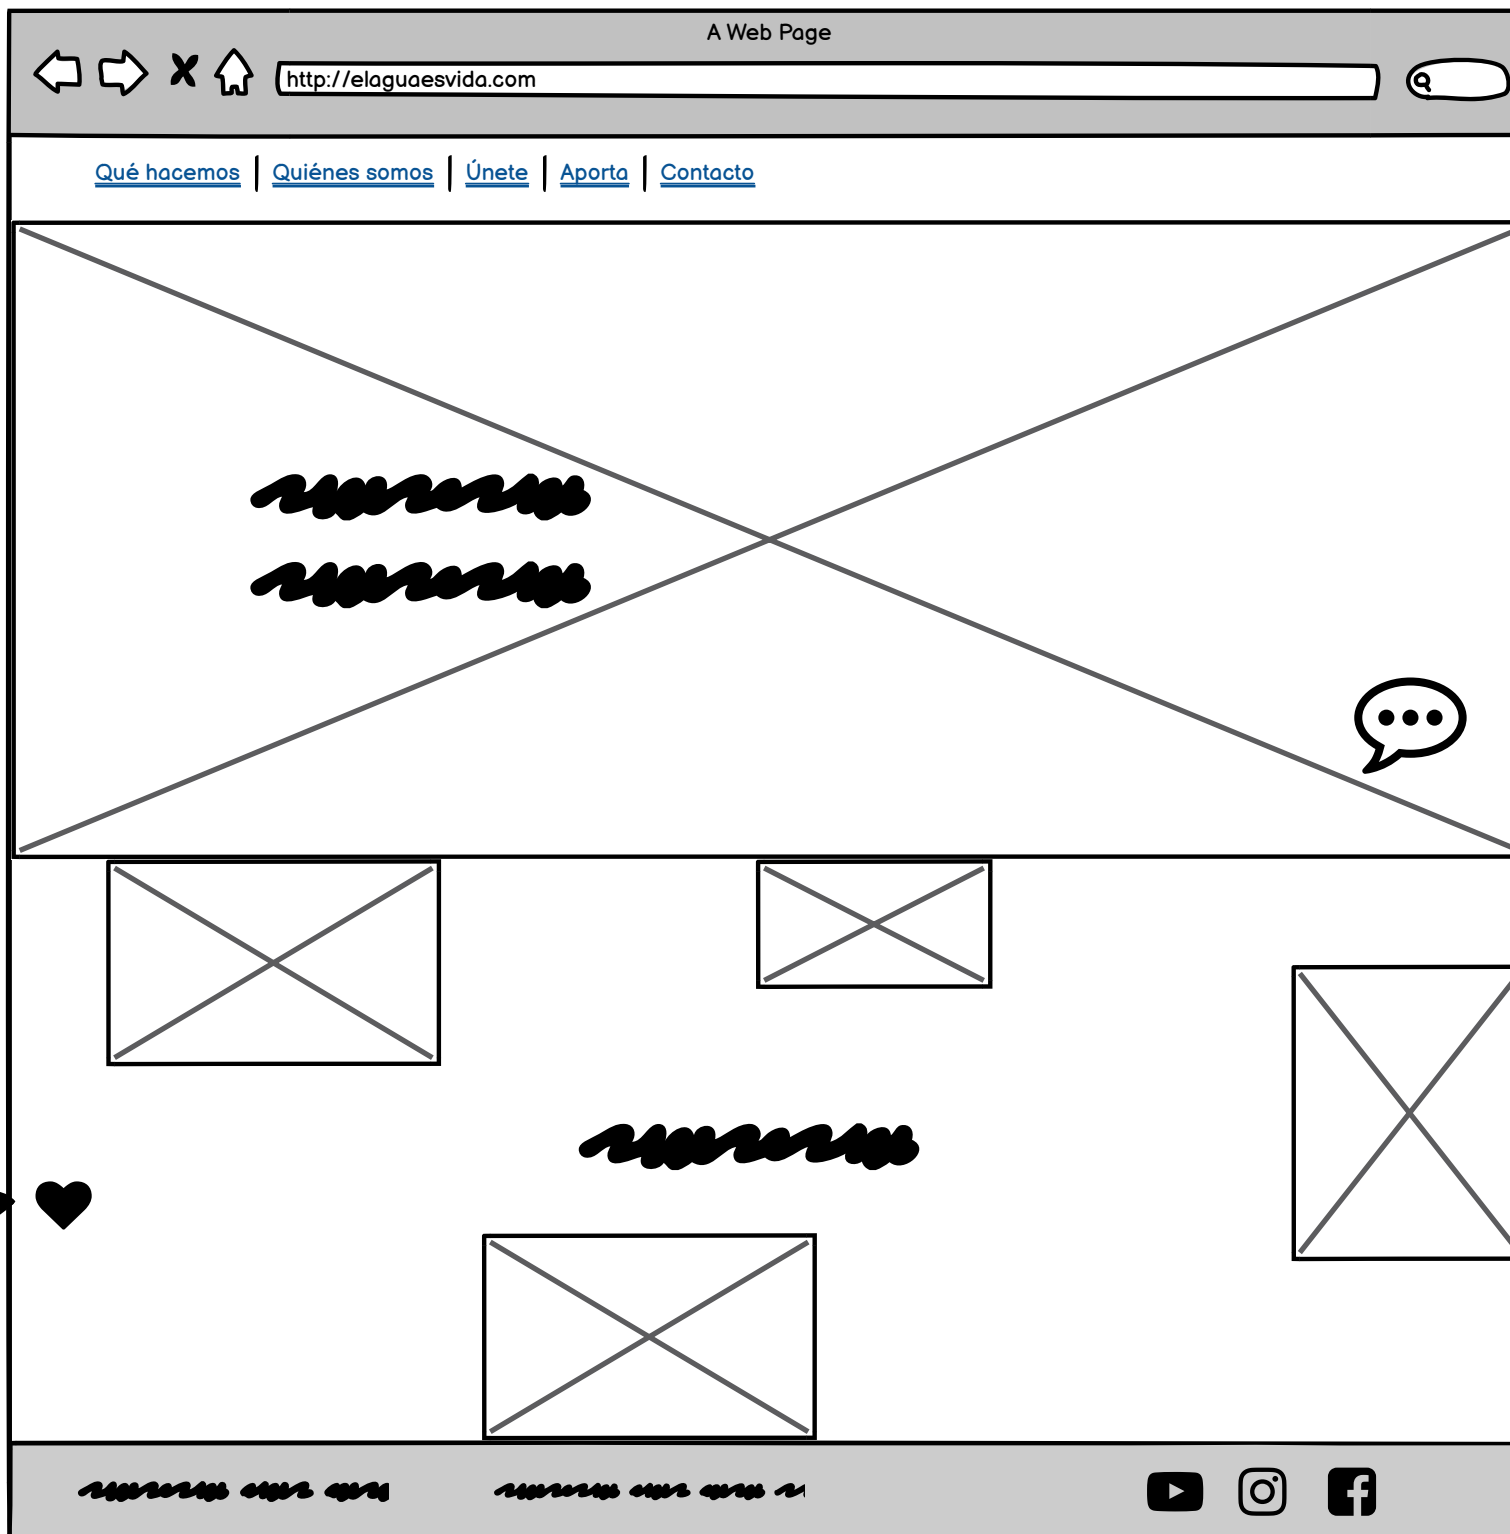 A Web Page
http://elaguaesvida.com
Qué hacemos | Quiénes somos | Únete | Aporta | Contacto